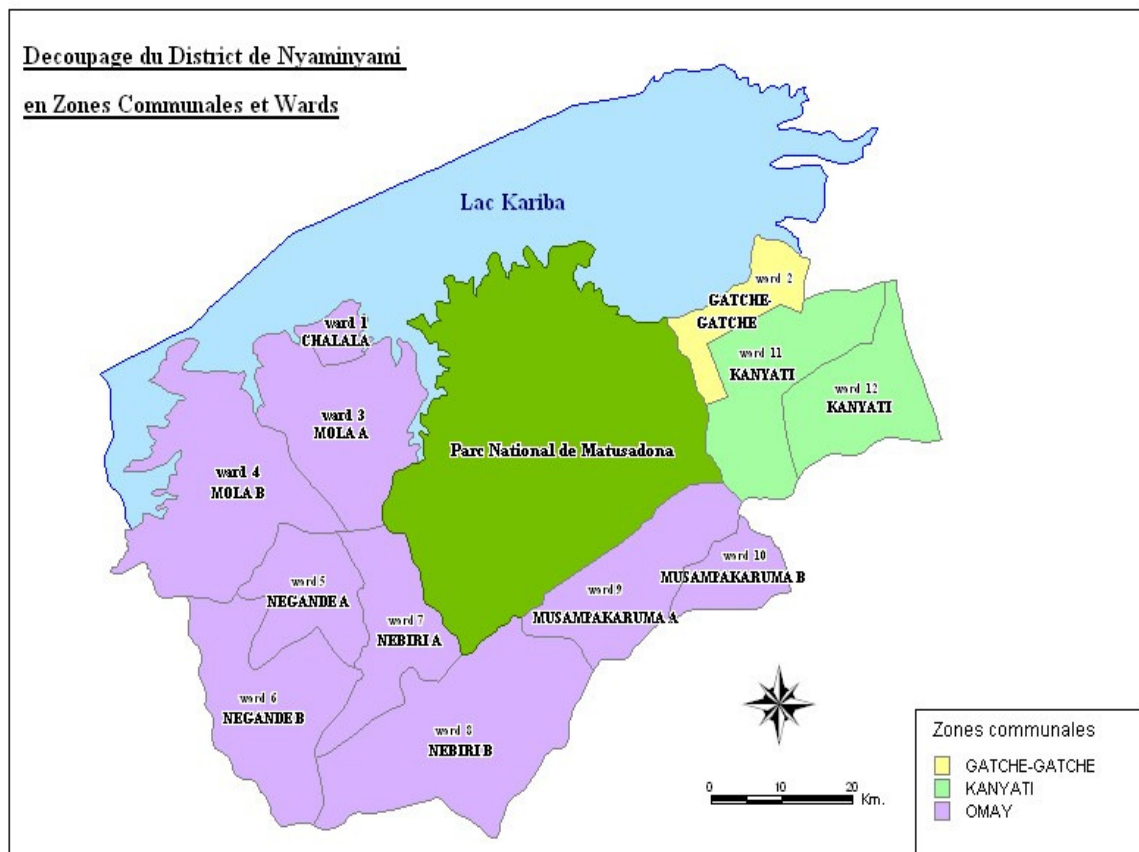 Decoupage du District de Nyaminyami
en Zones Communales et Wards
Lac Kariba
ward 2
GATCHE-
GATCHE
ward 1
CHALALA
ward 11
KANYATI
ward 12
KANYATI
ward 3
MOLA A
Parc National de Matusadona
ward 4
MOLA B
ward 10
MUSAMPAKARUMA B
ward 5
NEGANDE A
ward 9
MUSAMPAKARUMA A
ward 7
NEBIRI A
ward 6
NEGANDE B
ward 8
NEBIRI B
0 10 20
Km.
Zones communales
GATCHE-GATCHE
KANYATI
OMAY